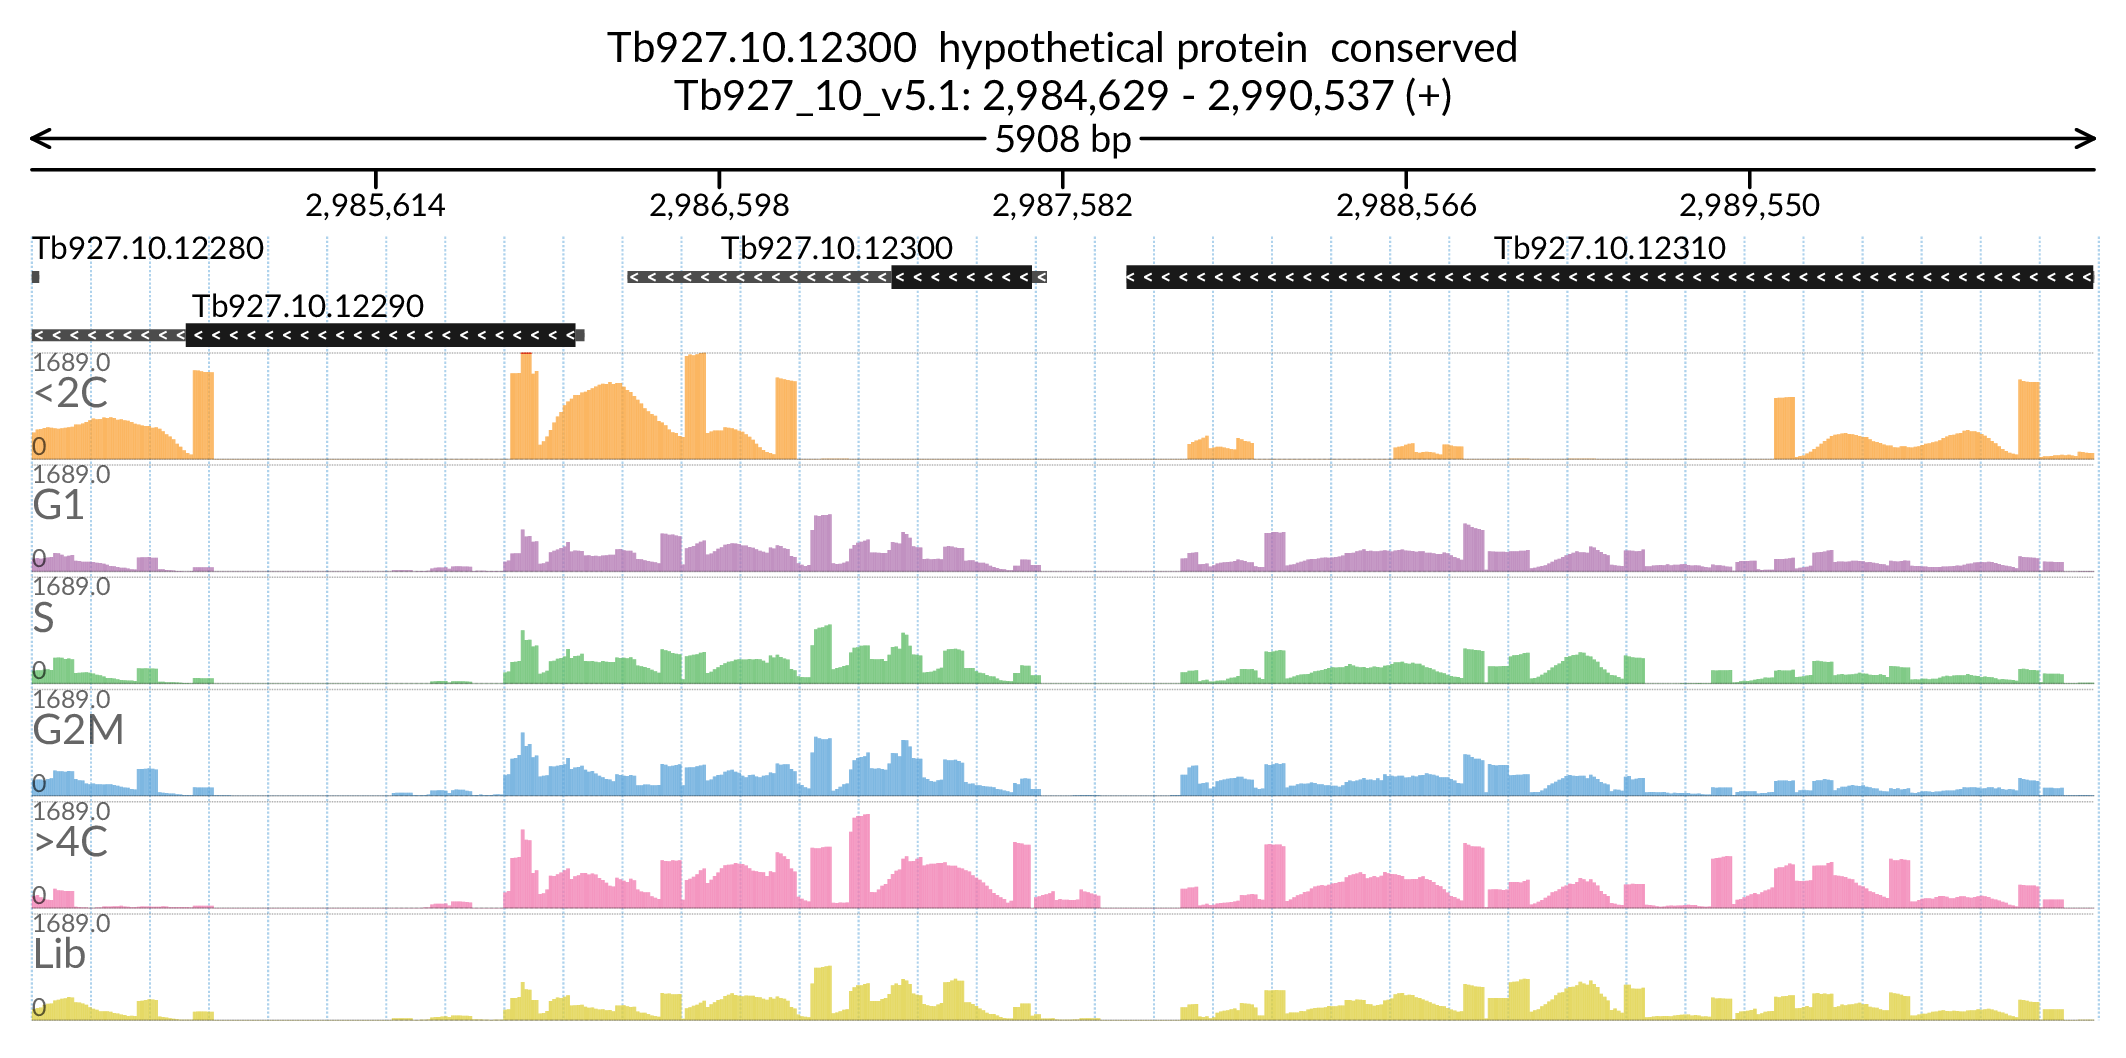 Tb927.10.12300  hypothetical protein  conserved
Tb927_10_v5.1: 2,984,629 - 2,990,537 (+)
5908 bp
2,985,614 2,986,598 2,987,582 2,988,566 2,989,550
Tb927.10.12280 Tb927.10.12300 Tb927.10.12310
Tb927.10.12290
1689.0
<2C
0
1689.0
G1
0
1689.0
S
0
1689.0
G2M
0
1689.0
>4C
0
1689.0
Lib
0